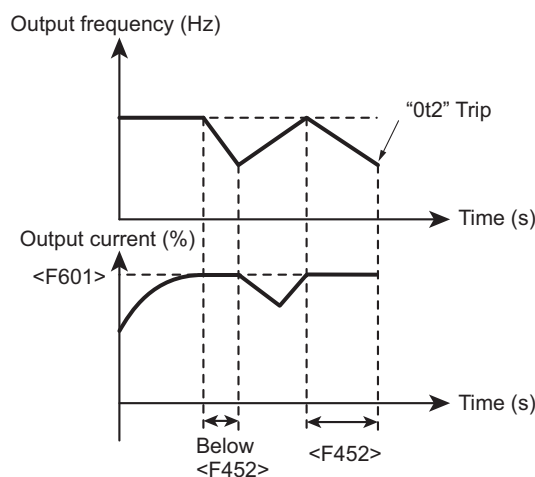 Output frequency (Hz)
“0t2” Trip
Time (s)
Output current (%)
<F601>
Time (s)
Below
<F452>
<F452>